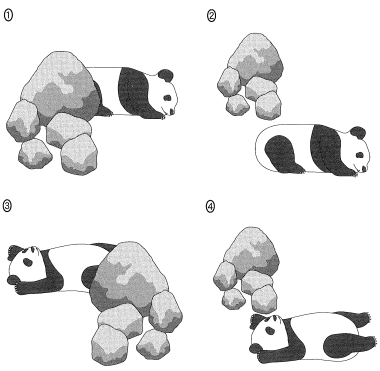 ①
②
③
④